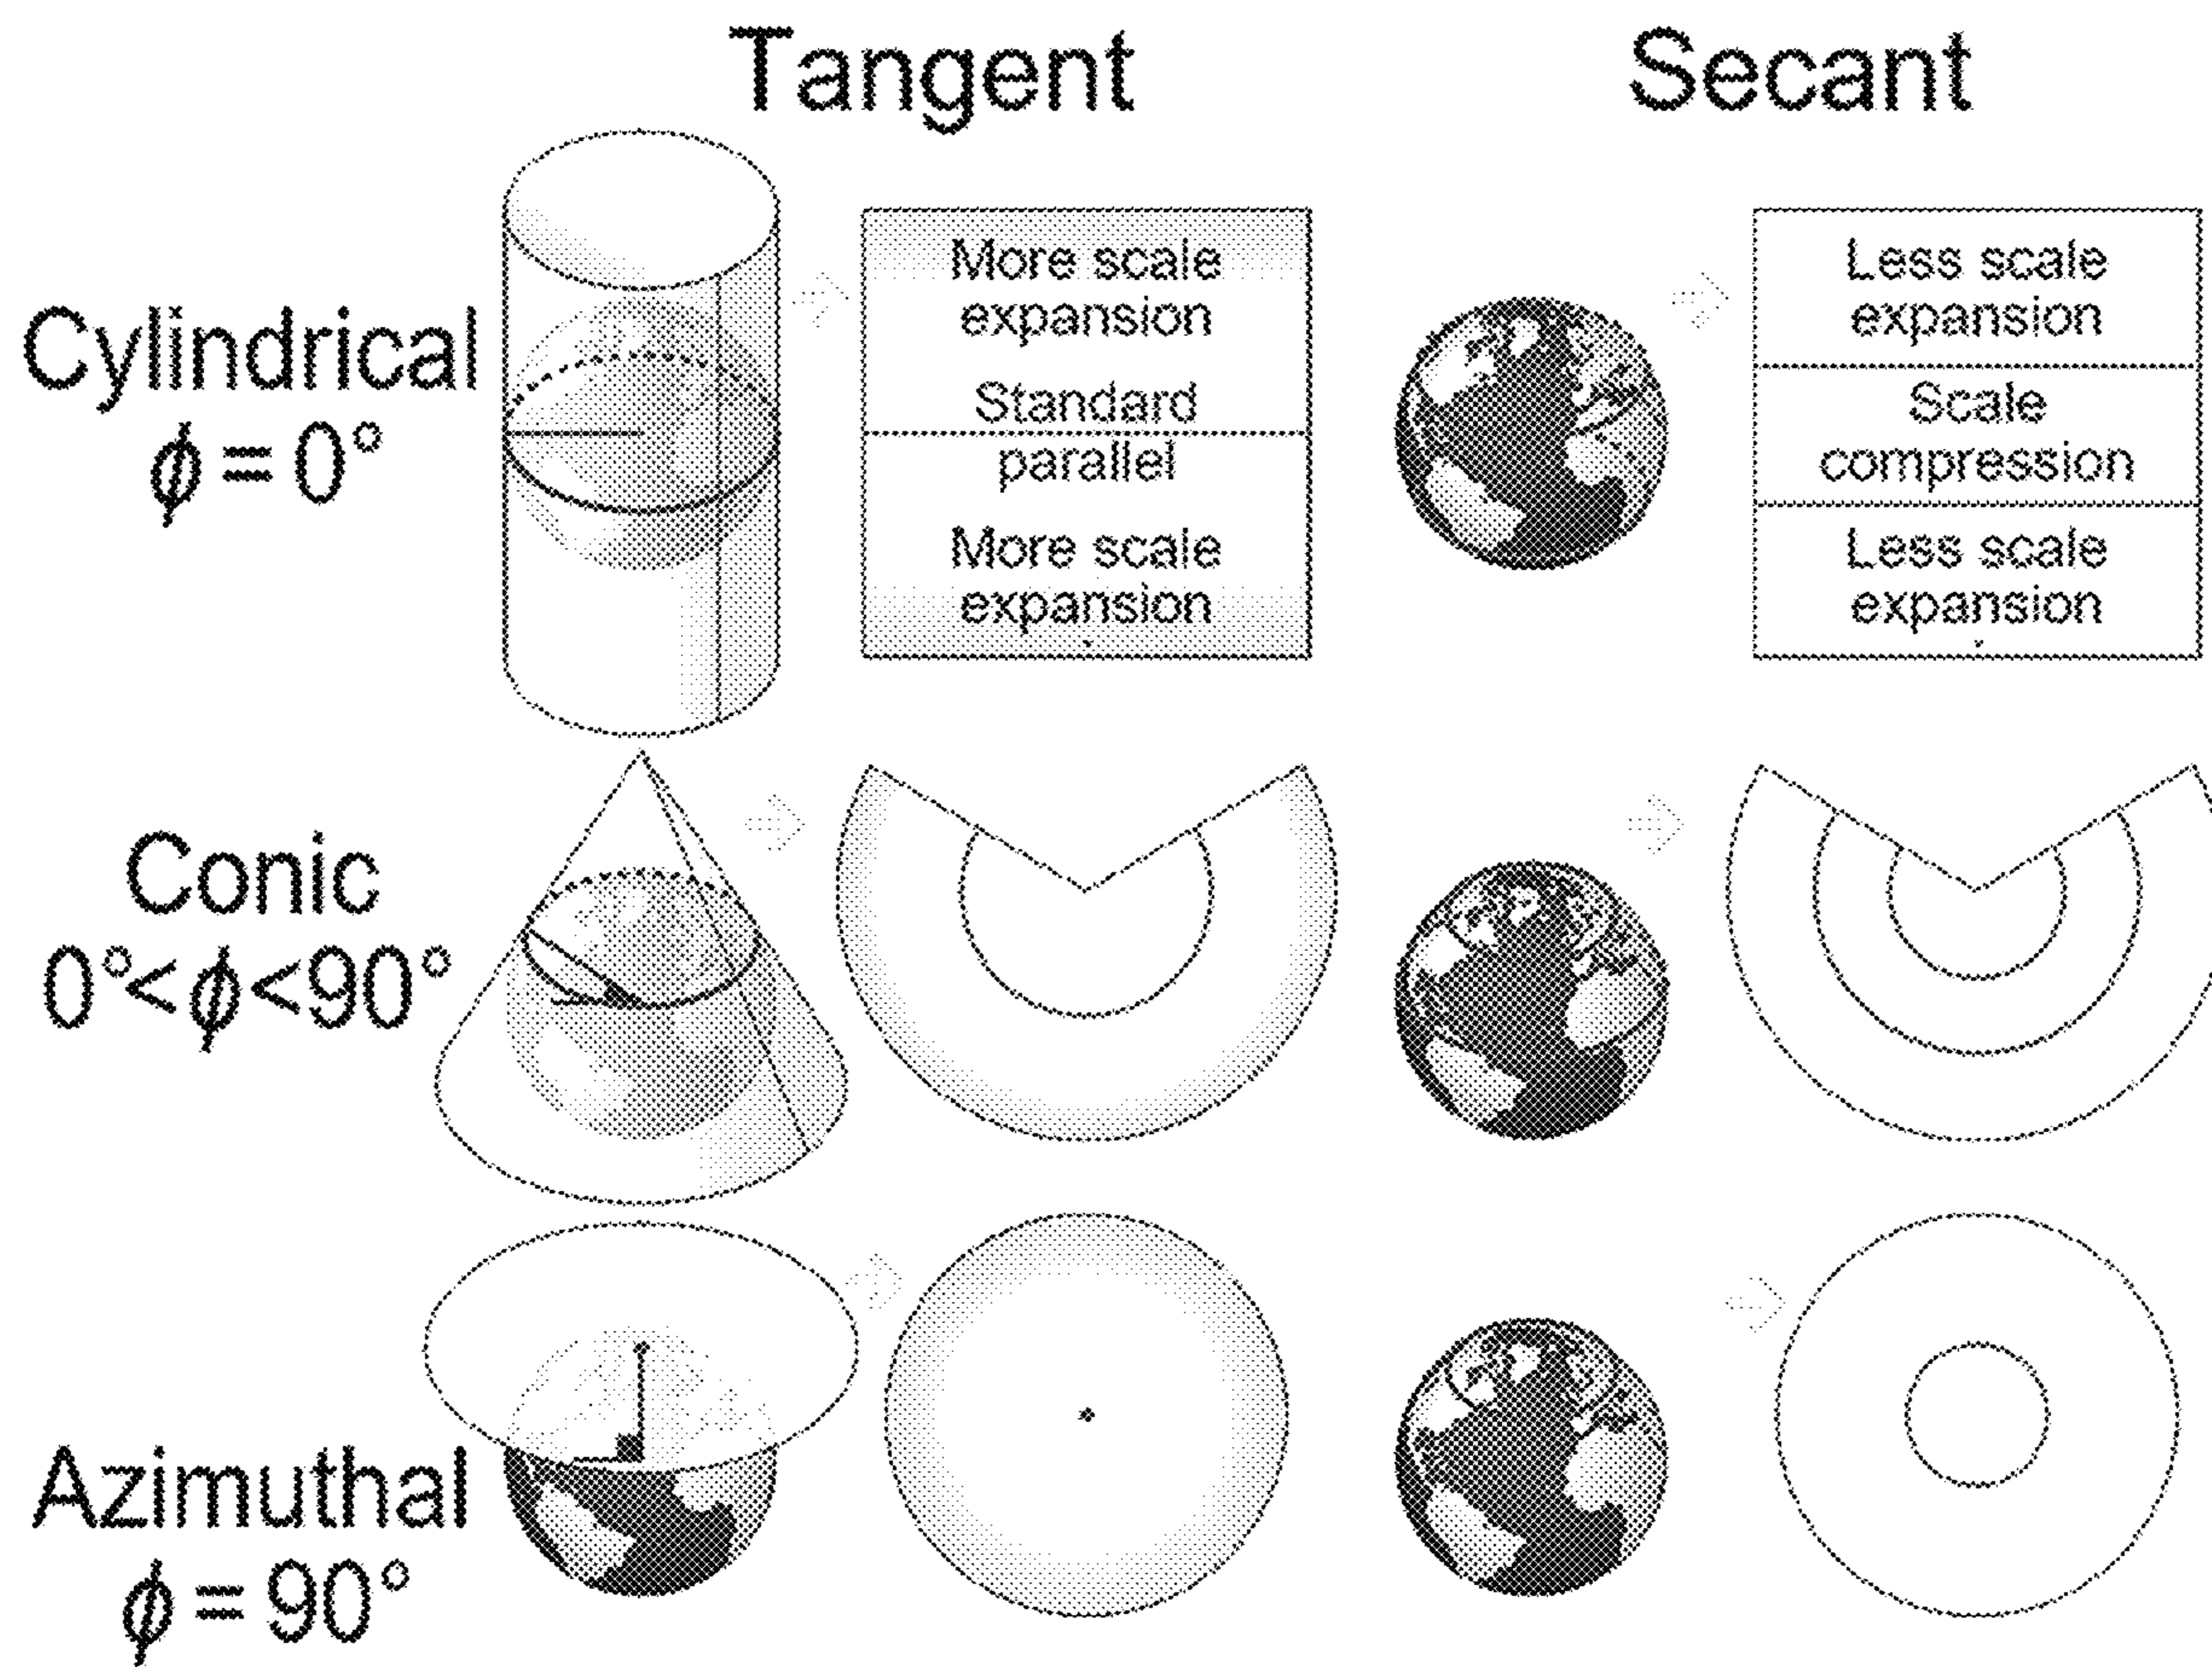 Tangent
Secant
Cylindrical
ϕ = 0°
More scale
expansion
Standard
parallel
More scale
expansion
Less scale
expansion
Scale
compression
Less scale
expansion
Conic
0°<ϕ<90°
Azimuthal
ϕ = 90°